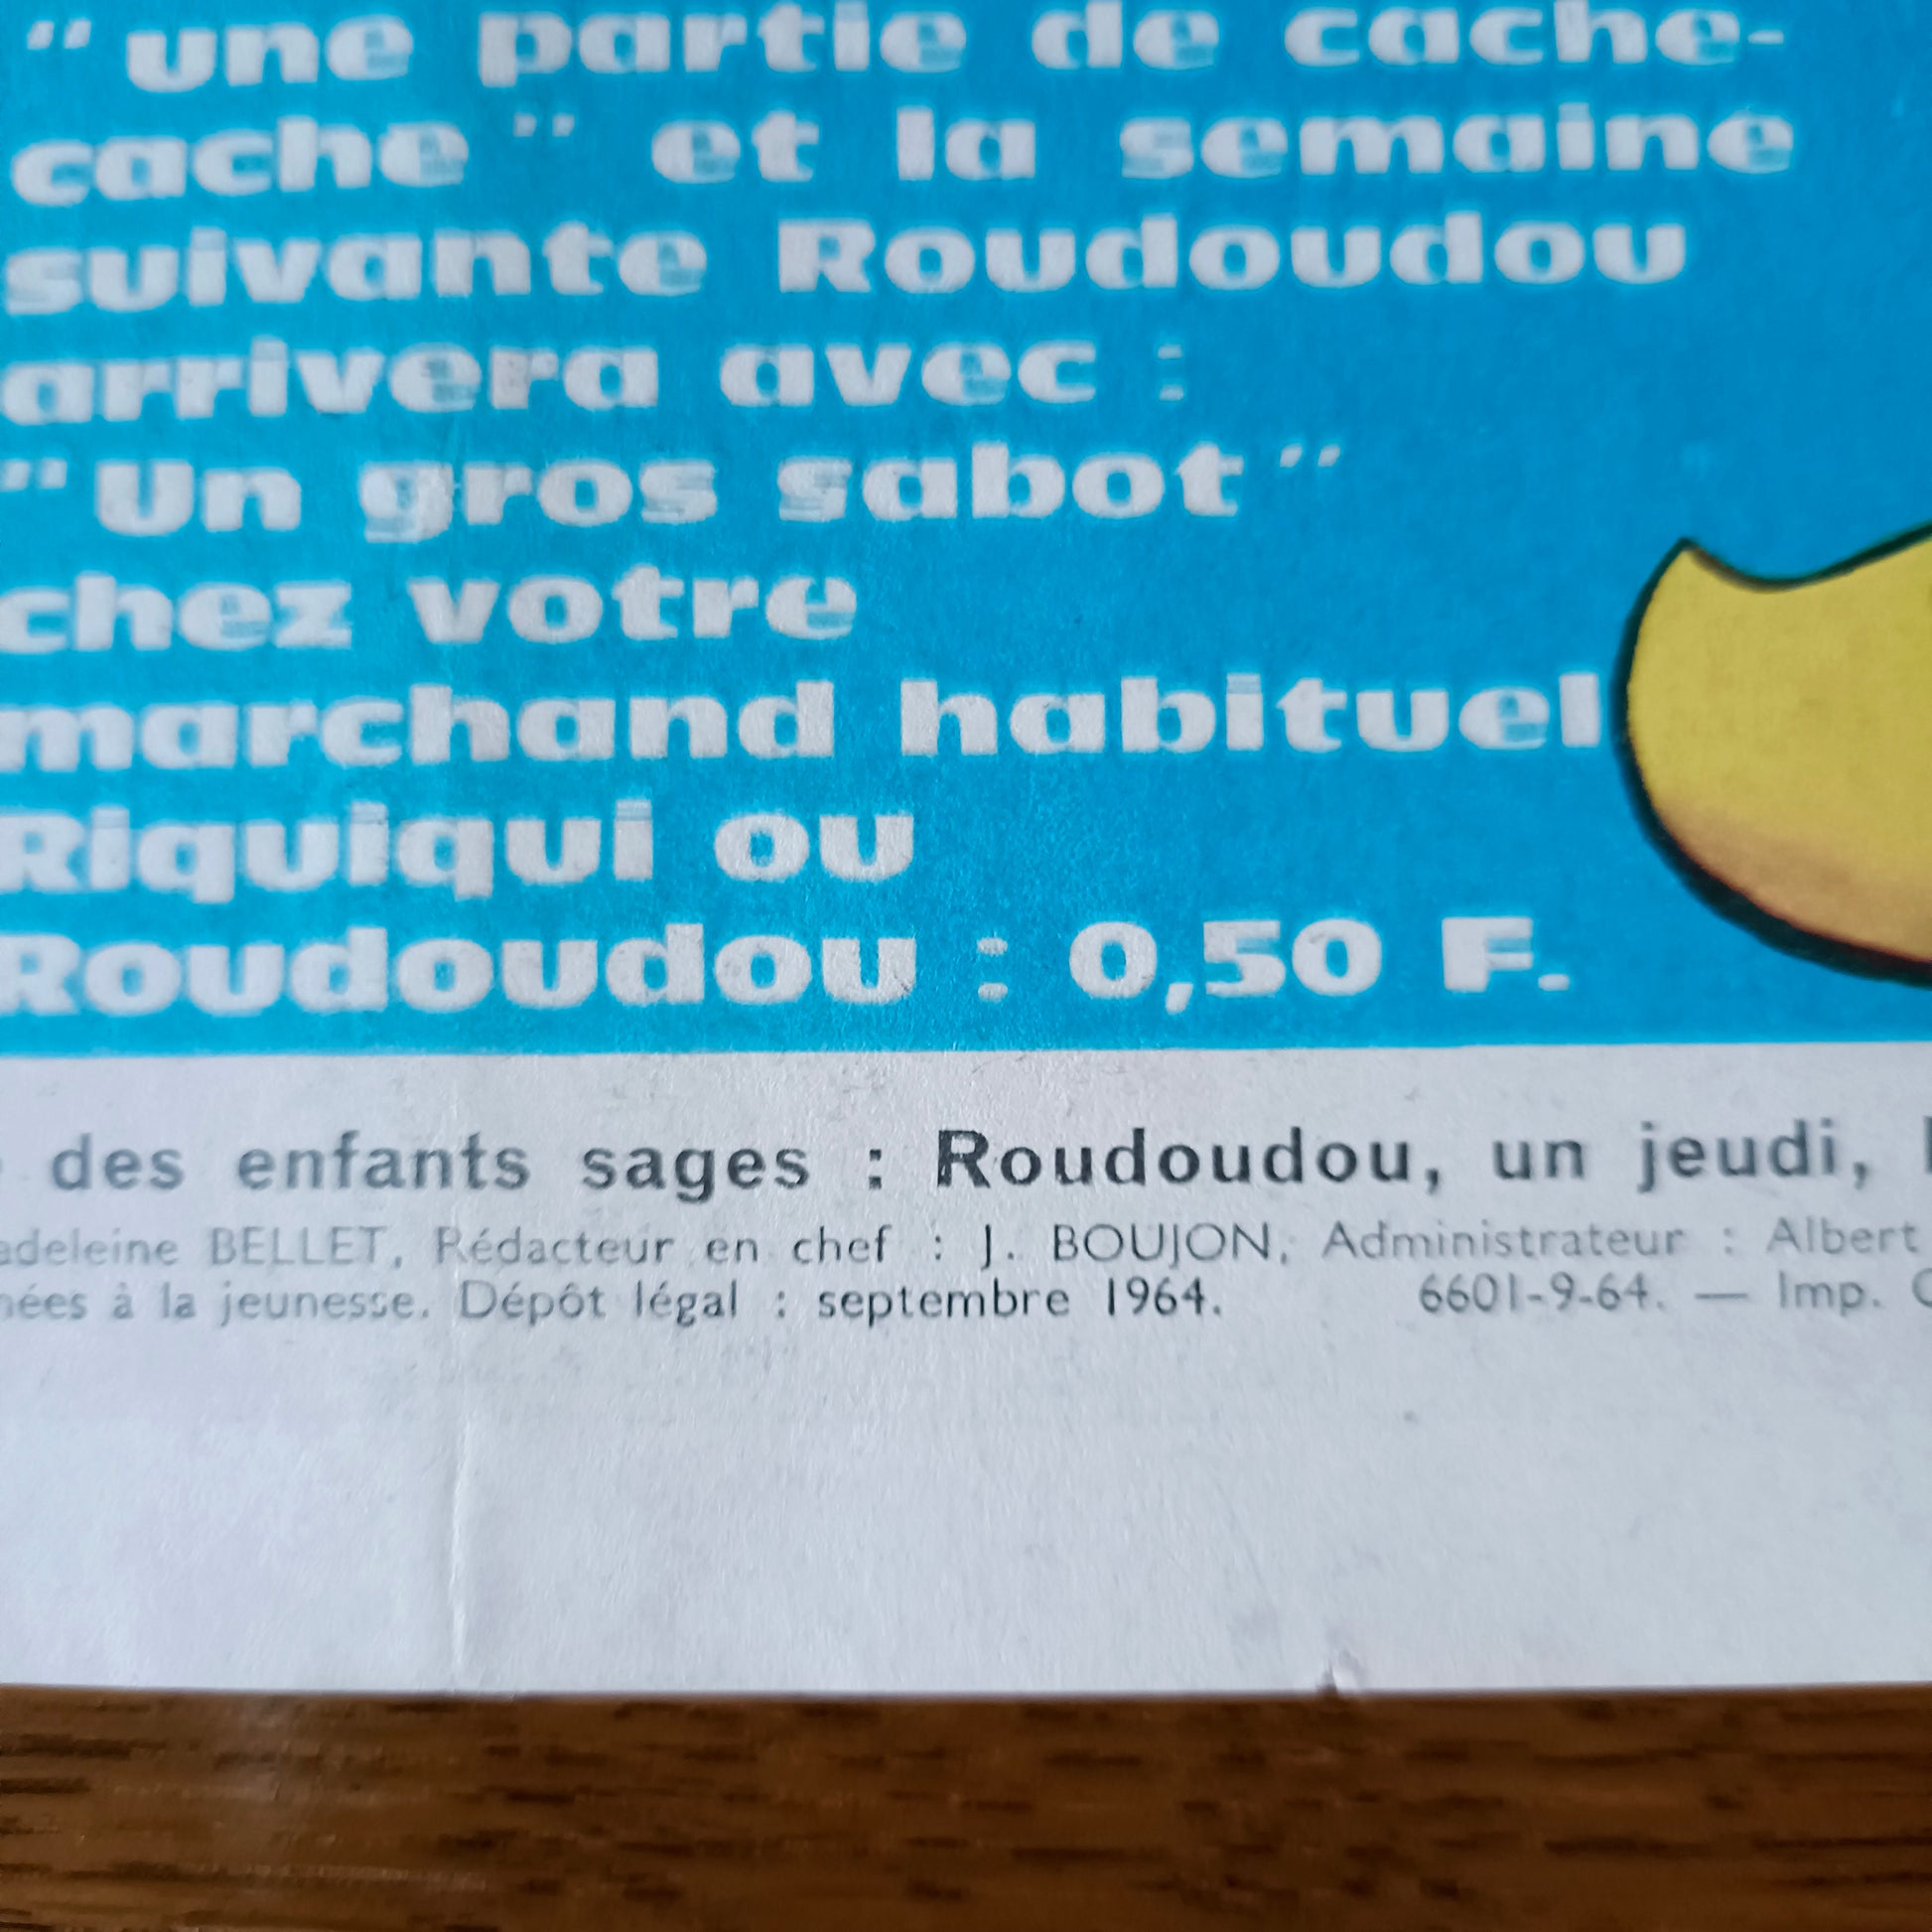 “une partie de cache-
cache” et la semaine
suivante Roudoudou
arrivera avec :
“Un gros sabot”
chez votre
marchand habituel
Riquiqui ou
Roudoudou : 0,50 F.
des enfants sages : Roudoudou, un jeudi,
BELLET, Rédacteur en chef : J. BOUJON, Administrateur : Albert
à la jeunesse. Dépôt légal : septembre 1964. 6601-9-64. — Imp.